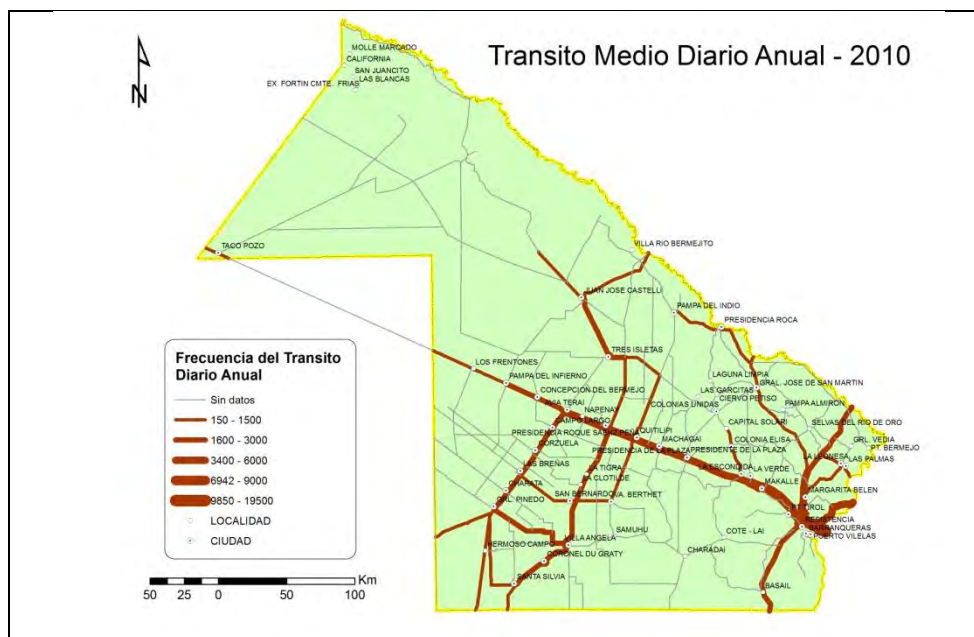 Transito Medio Diario Anual - 2010
N
MOLLE MARCADO
CALIFORNIA
SAN JUANCITO
LAS BLANCAS
EX FORTIN CMTE. FRIAS
TACO POZO
VILLA RIO BERMEJITO
JUAN JOSE CASTELLI
PAMPA DEL INDIO
PRESIDENCIA ROCA
TRES ISLETAS
LOS FRENTONES
PAMPA DEL INFIERNO
CONCEPCION DEL BERMEJO
AVIA TERAI
NAPENAY
CAMPO LARGO
PRESIDENCIA ROQUE SAENZ PEÑA
QUITILIPI
CORZUELA
LAS BREÑAS
CHARATA
GRL. PINEDO
LAGUNA LIMPIA
LAS GARCITAS
GRAL. JOSE DE SAN MARTIN
CIERVO PETISO
COLONIAS UNIDAS
PAMPA ALMIRON
CAPITAL SOLARI
SELVAS DEL RIO DE ORO
MACHAGAI
COLONIA ELISA
GRL. VEDIA
PT. BERMEJO
PRESIDENCIA DE LA PLAZA
PRESIDENTE DE LA PLAZA
LA LEONESA
LAS PALMAS
LA ESCONDIDA
LA VERDE
LA TIGRA
LA CLOTILDE
MAKALLE
MARGARITA BELEN
SAN BERNARDO
VA. BERTHET
PT. TIROL
RESISTENCIA
BARRANQUERAS
PUERTO VILELAS
SAMUHU
COTE - LAI
VILLA ANGELA
HERMOSO CAMPO
CHARADAI
CORONEL DU GRATY
SANTA SILVIA
BASAIL
Frecuencia del Transito
Diario Anual
Sin datos
150 - 1500
1600 - 3000
3400 - 6000
6942 - 9000
9850 - 19500
LOCALIDAD
CIUDAD
Km
50 25 0 50 100